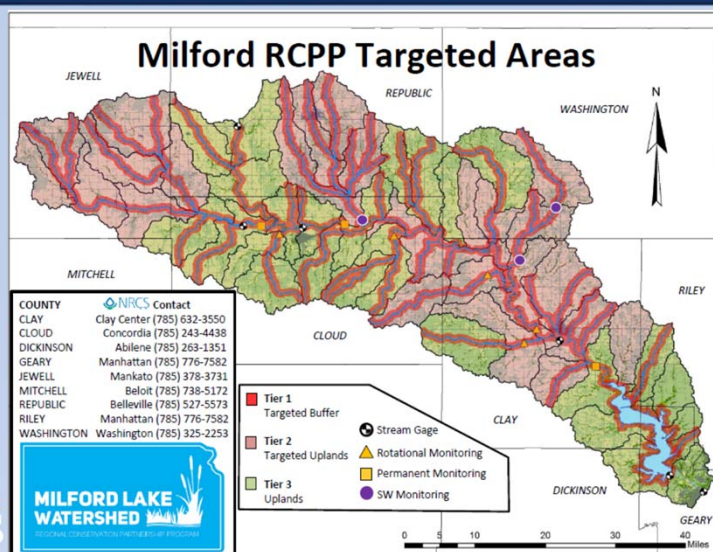 Milford RCPP Targeted Areas
JEWELL
REPUBLIC
WASHINGTON
N
MITCHELL
CLOUD
RILEY
CLAY
DICKINSON
GEARY
COUNTY NRCS Contact
CLAY Clay Center (785) 632-3550
CLOUD Concordia (785) 243-4438
DICKINSON Abilene (785) 263-1351
GEARY Manhattan (785) 776-7582
JEWELL Mankato (785) 378-3731
MITCHELL Beloit (785) 738-5172
REPUBLIC Belleville (785) 527-5573
RILEY Manhattan (785) 776-7582
WASHINGTON Washington (785) 325-2253
MILFORD LAKE
WATERSHED
REGIONAL CONSERVATION PARTNERSHIP PROGRAM
Tier 1
Targeted Buffer
Tier 2
Targeted Uplands
Tier 3
Uplands
Stream Gage
Rotational Monitoring
Permanent Monitoring
SW Monitoring
0 5 10 20 30 40
Miles